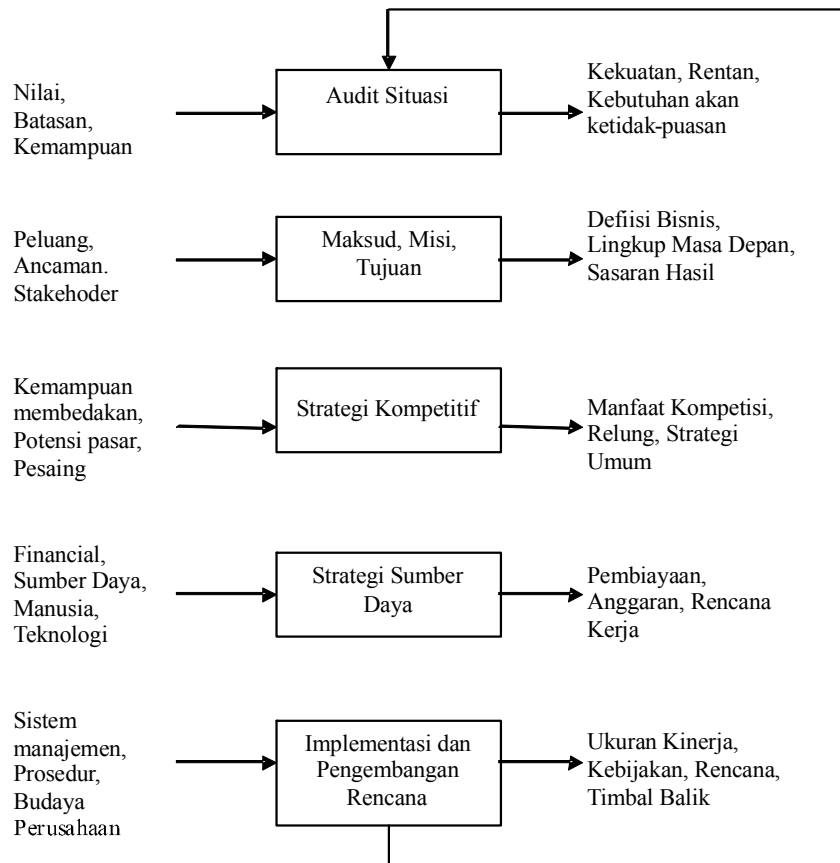 Nilai,
Batasan,
Kemampuan
Audit Situasi
Kekuatan, Rentan,
Kebutuhan akan
ketidak-puasan
Peluang,
Ancaman.
Stakehoder
Maksud, Misi,
Tujuan
Defiisi Bisnis,
Lingkup Masa Depan,
Sasaran Hasil
Kemampuan
membedakan,
Potensi pasar,
Pesaing
Strategi Kompetitif
Manfaat Kompetisi,
Relung, Strategi
Umum
Financial,
Sumber Daya,
Manusia,
Teknologi
Strategi Sumber
Daya
Pembiayaan,
Anggaran, Rencana
Kerja
Sistem
manajemen,
Prosedur,
Budaya
Perusahaan
Implementasi dan
Pengembangan
Rencana
Ukuran Kinerja,
Kebijakan, Rencana,
Timbal Balik